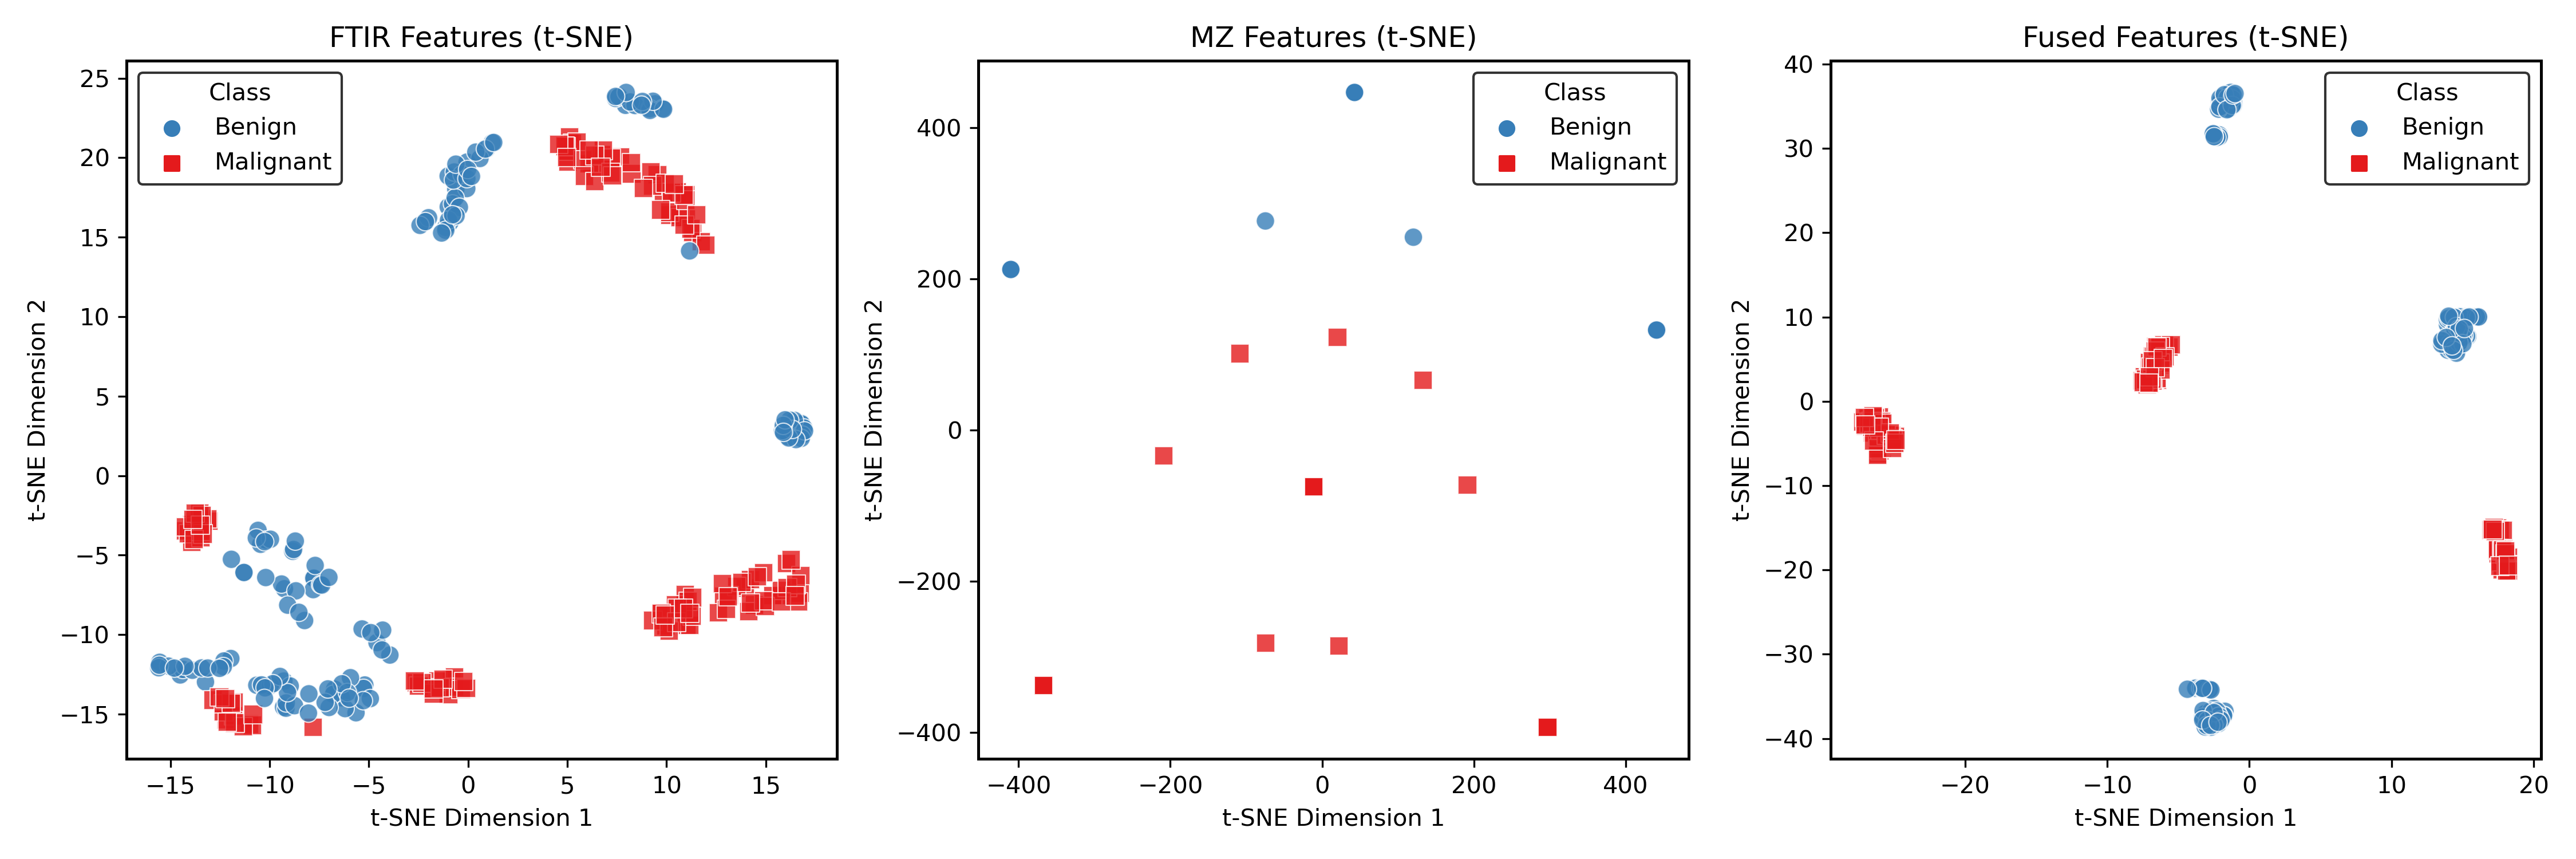 FTIR Features (t-SNE)
Class
Benign
Malignant
25
20
15
10
5
0
−5
−10
−15
−15
−10
−5
0
5
10
15
t-SNE Dimension 1
t-SNE Dimension 2
MZ Features (t-SNE)
Class
Benign
Malignant
400
200
0
−200
−400
−400
−200
0
200
400
t-SNE Dimension 1
t-SNE Dimension 2
Fused Features (t-SNE)
Class
Benign
Malignant
40
30
20
10
0
−10
−20
−30
−40
−20
−10
0
10
20
t-SNE Dimension 1
t-SNE Dimension 2